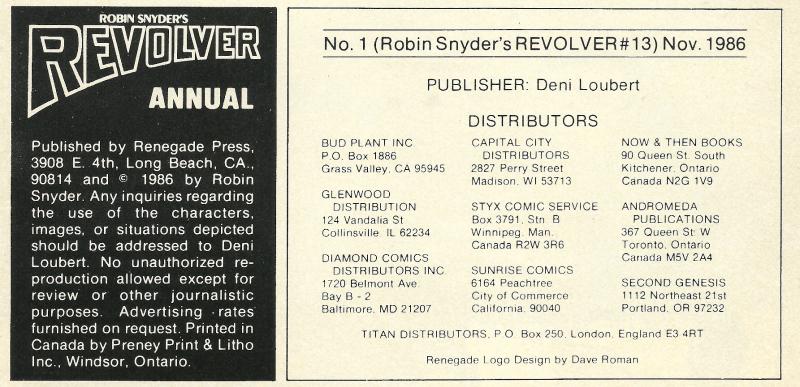 ROBIN SNYDER'S
REVOLVER
ANNUAL
Published by Renegade Press,
3908 E. 4th, Long Beach, CA.,
90814 and © 1986 by Robin
Snyder. Any inquiries regarding
the use of the characters,
images, or situations depicted
should be addressed to Deni
Loubert. No unauthorized re-
production allowed except for
review or other journalistic
purposes. Advertising rates
furnished on request. Printed in
Canada by Preney Print & Litho
Inc., Windsor, Ontario.
No. 1 (Robin Snyder's REVOLVER #13) Nov. 1986
PUBLISHER: Deni Loubert
DISTRIBUTORS
BUD PLANT INC
P.O. Box 1886
Grass Valley, CA 95945
GLENWOOD
DISTRIBUTION
124 Vandalia St
Collinsville, IL 62234
DIAMOND COMICS
DISTRIBUTORS INC.
1720 Belmont Ave.
Bay B - 2
Baltimore, MD 21207
CAPITAL CITY
DISTRIBUTORS
2827 Perry Street
Madison, WI 53713
STYX COMIC SERVICE
Box 3791, Stn. B
Winnipeg, Man.
Canada R2W 3R6
SUNRISE COMICS
6164 Peachtree
City of Commerce
California, 90040
NOW & THEN BOOKS
90 Queen St. South
Kitchener, Ontario
Canada N2G 1V9
ANDROMEDA
PUBLICATIONS
367 Queen St. W
Toronto, Ontario
Canada M5V 2A4
SECOND GENESIS
1112 Northeast 21st
Portland, OR 97232
TITAN DISTRIBUTORS, P.O. Box 250, London, England E3 4RT
Renegade Logo Design by Dave Roman